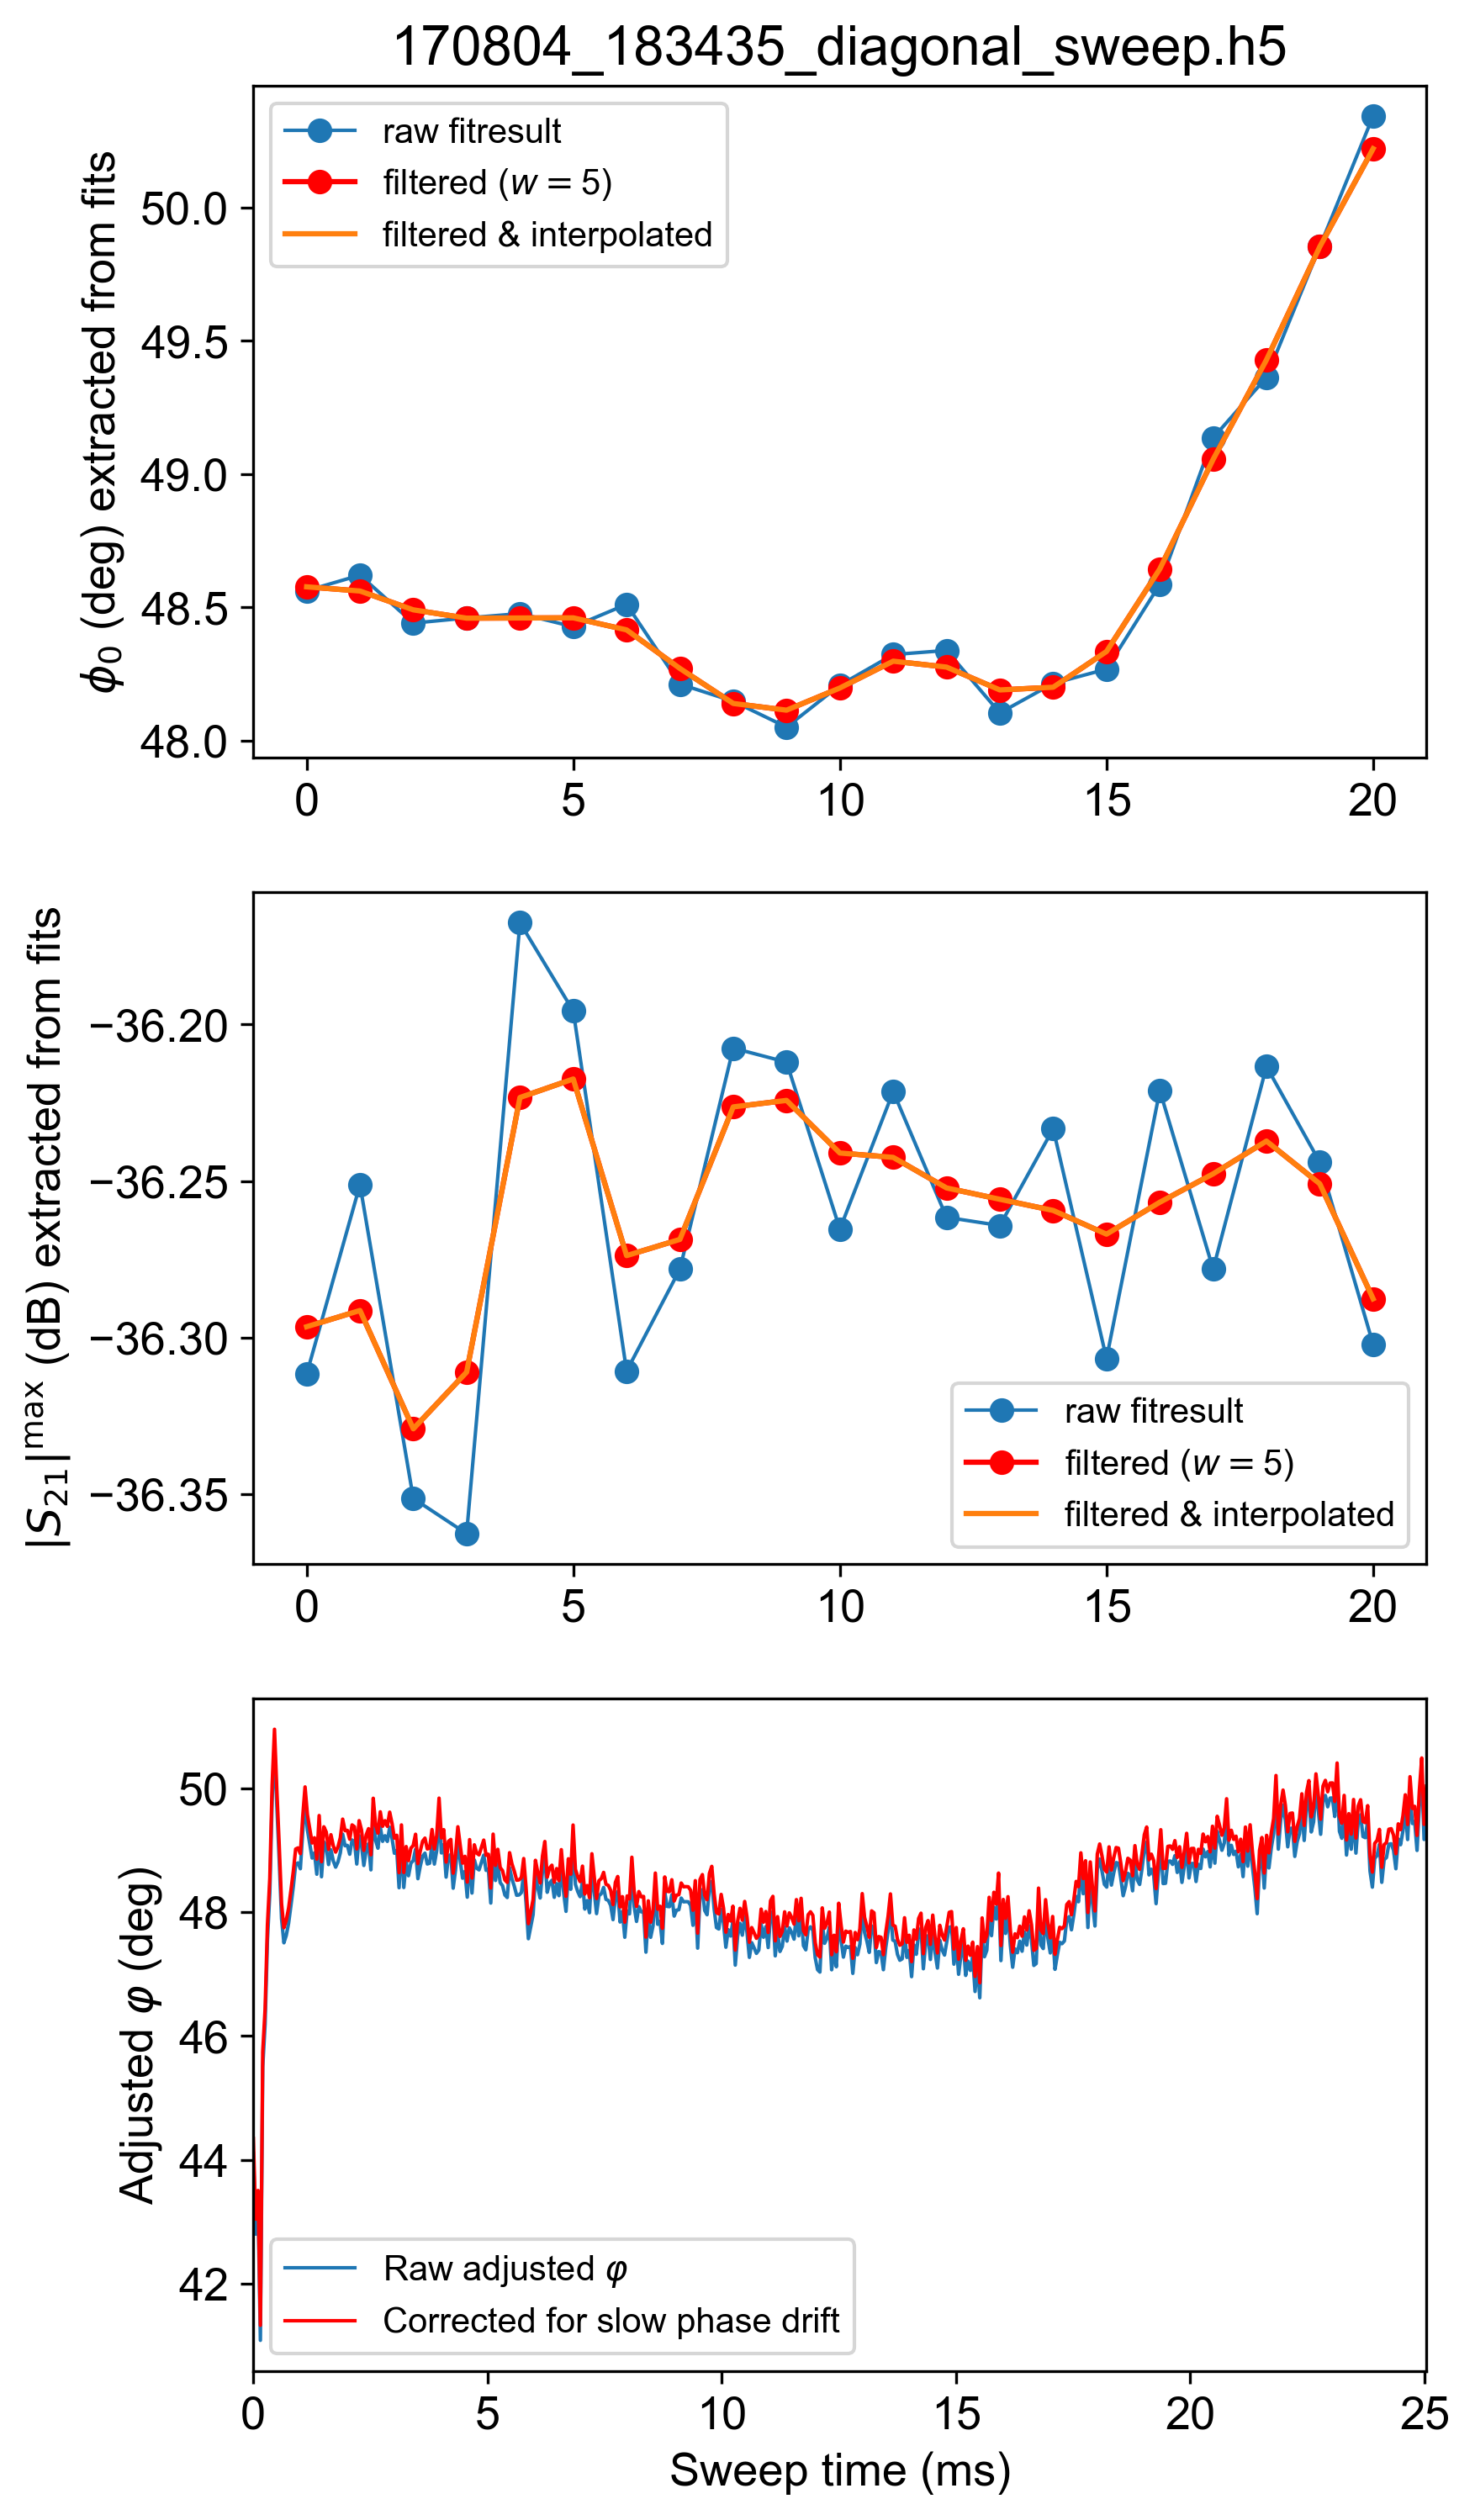 170804_183435_diagonal_sweep.h5
ϕ₀ (deg) extracted from fits
50.0
49.5
49.0
48.5
48.0
raw fitresult
filtered (w = 5)
filtered & interpolated
0 5 10 15 20
|S₂₁|ᵐᵃˣ (dB) extracted from fits
−36.20
−36.25
−36.30
−36.35
raw fitresult
filtered (w = 5)
filtered & interpolated
0 5 10 15 20
Adjusted φ (deg)
50
48
46
44
42
Raw adjusted φ
Corrected for slow phase drift
0 5 10 15 20 25
Sweep time (ms)